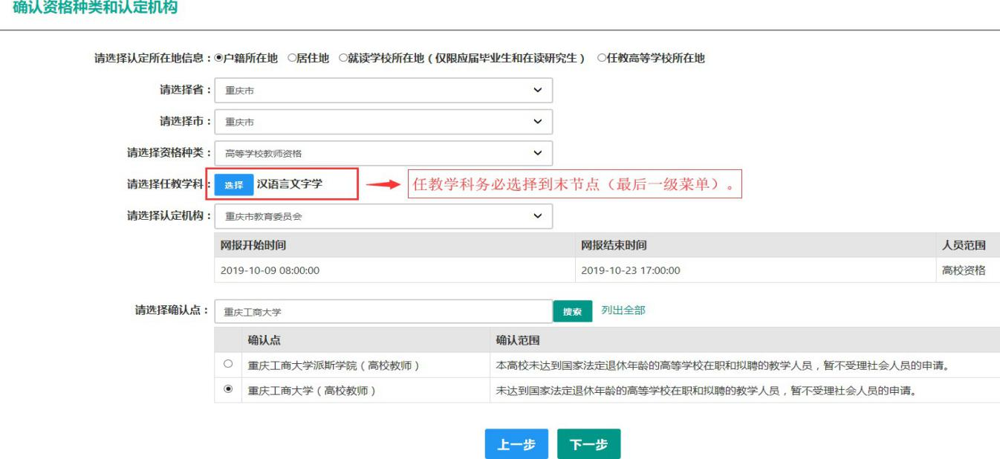 确认资格种类和认定机构
请选择认定所在地信息：户籍所在地 居住地 就读学校所在地（仅限应届毕业生和在读研究生） 任教高等学校所在地
请选择省： 重庆市
请选择市： 重庆市
请选择资格种类： 高等学校教师资格
请选择任教学科： 选择 汉语言文字学 任教学科务必选择到末节点（最后一级菜单）。
请选择认定机构： 重庆市教育委员会
网报开始时间 网报结束时间 人员范围
2019-10-09 08:00:00 2019-10-23 17:00:00 高校资格
请选择确认点： 重庆工商大学 搜索 列出全部
确认点 确认范围
重庆工商大学派斯学院（高校教师） 本高校未达到国家法定退休年龄的高等学校在职和拟聘的教学人员，暂不受理社会人员的申请。
重庆工商大学（高校教师） 未达到国家法定退休年龄的高等学校在职和拟聘的教学人员，暂不受理社会人员的申请。
上一步 下一步